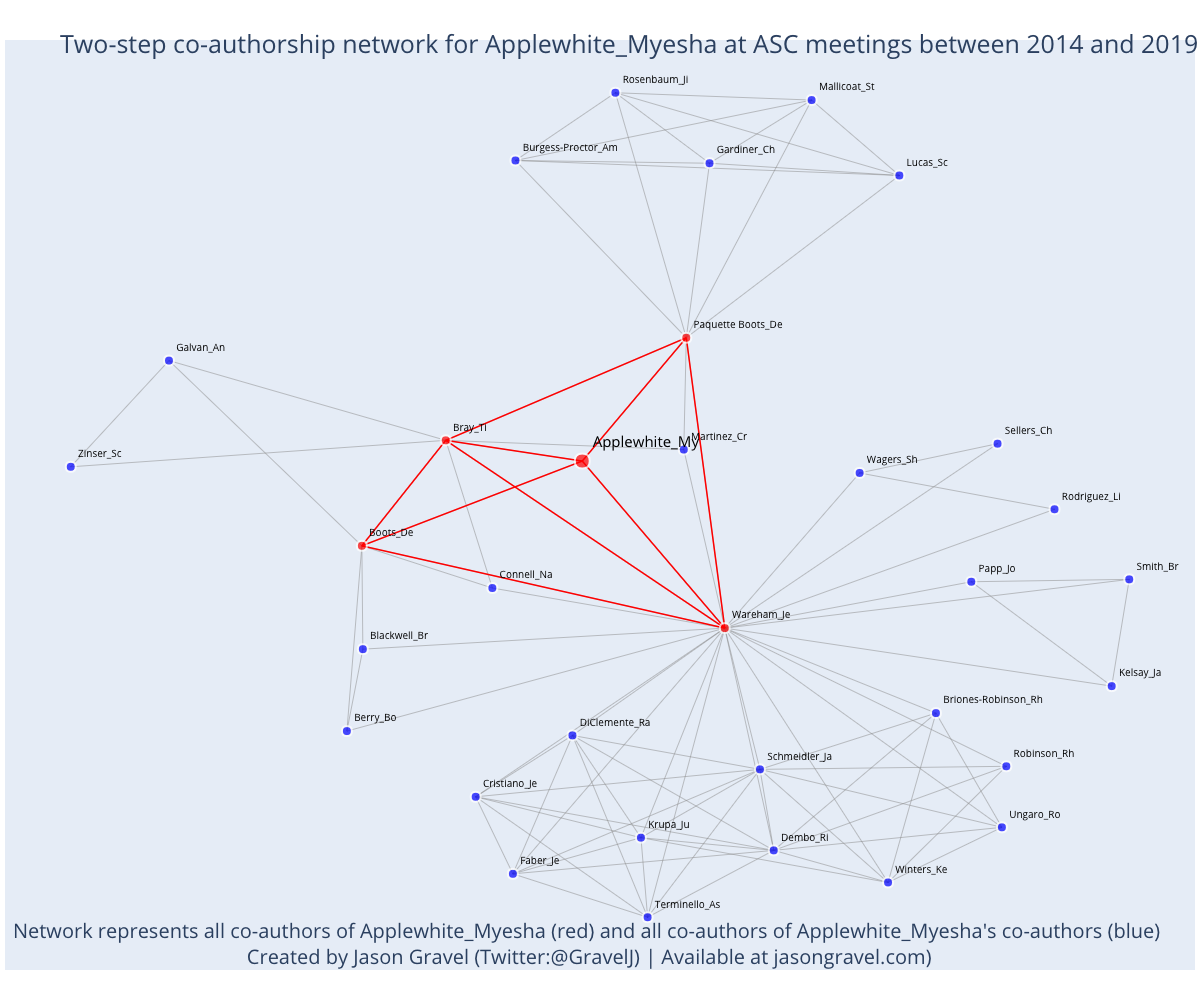 Two-step co-authorship network for Applewhite_Myesha at ASC meetings between 2014 and 2019
Rosenbaum_Ji
Mallicoat_St
Burgess-Proctor_Am
Gardiner_Ch
Lucas_Sc
Paquette Boots_De
Galvan_An
Bray_Ti
Applewhite_My
Martinez_Cr
Sellers_Ch
Zinser_Sc
Wagers_Sh
Rodriguez_Li
Boots_De
Connell_Na
Papp_Jo
Smith_Br
Wareham_Je
Blackwell_Br
Kelsay_Ja
Briones-Robinson_Rh
Berry_Bo
DiClemente_Ra
Schmeidler_Ja
Robinson_Rh
Cristiano_Je
Krupa_Ju
Dembo_Ri
Ungaro_Ro
Faber_Je
Winters_Ke
Terminello_As
Network represents all co-authors of Applewhite_Myesha (red) and all co-authors of Applewhite_Myesha's co-authors (blue)
Created by Jason Gravel (Twitter:@GravelJ) | Available at jasongravel.com)